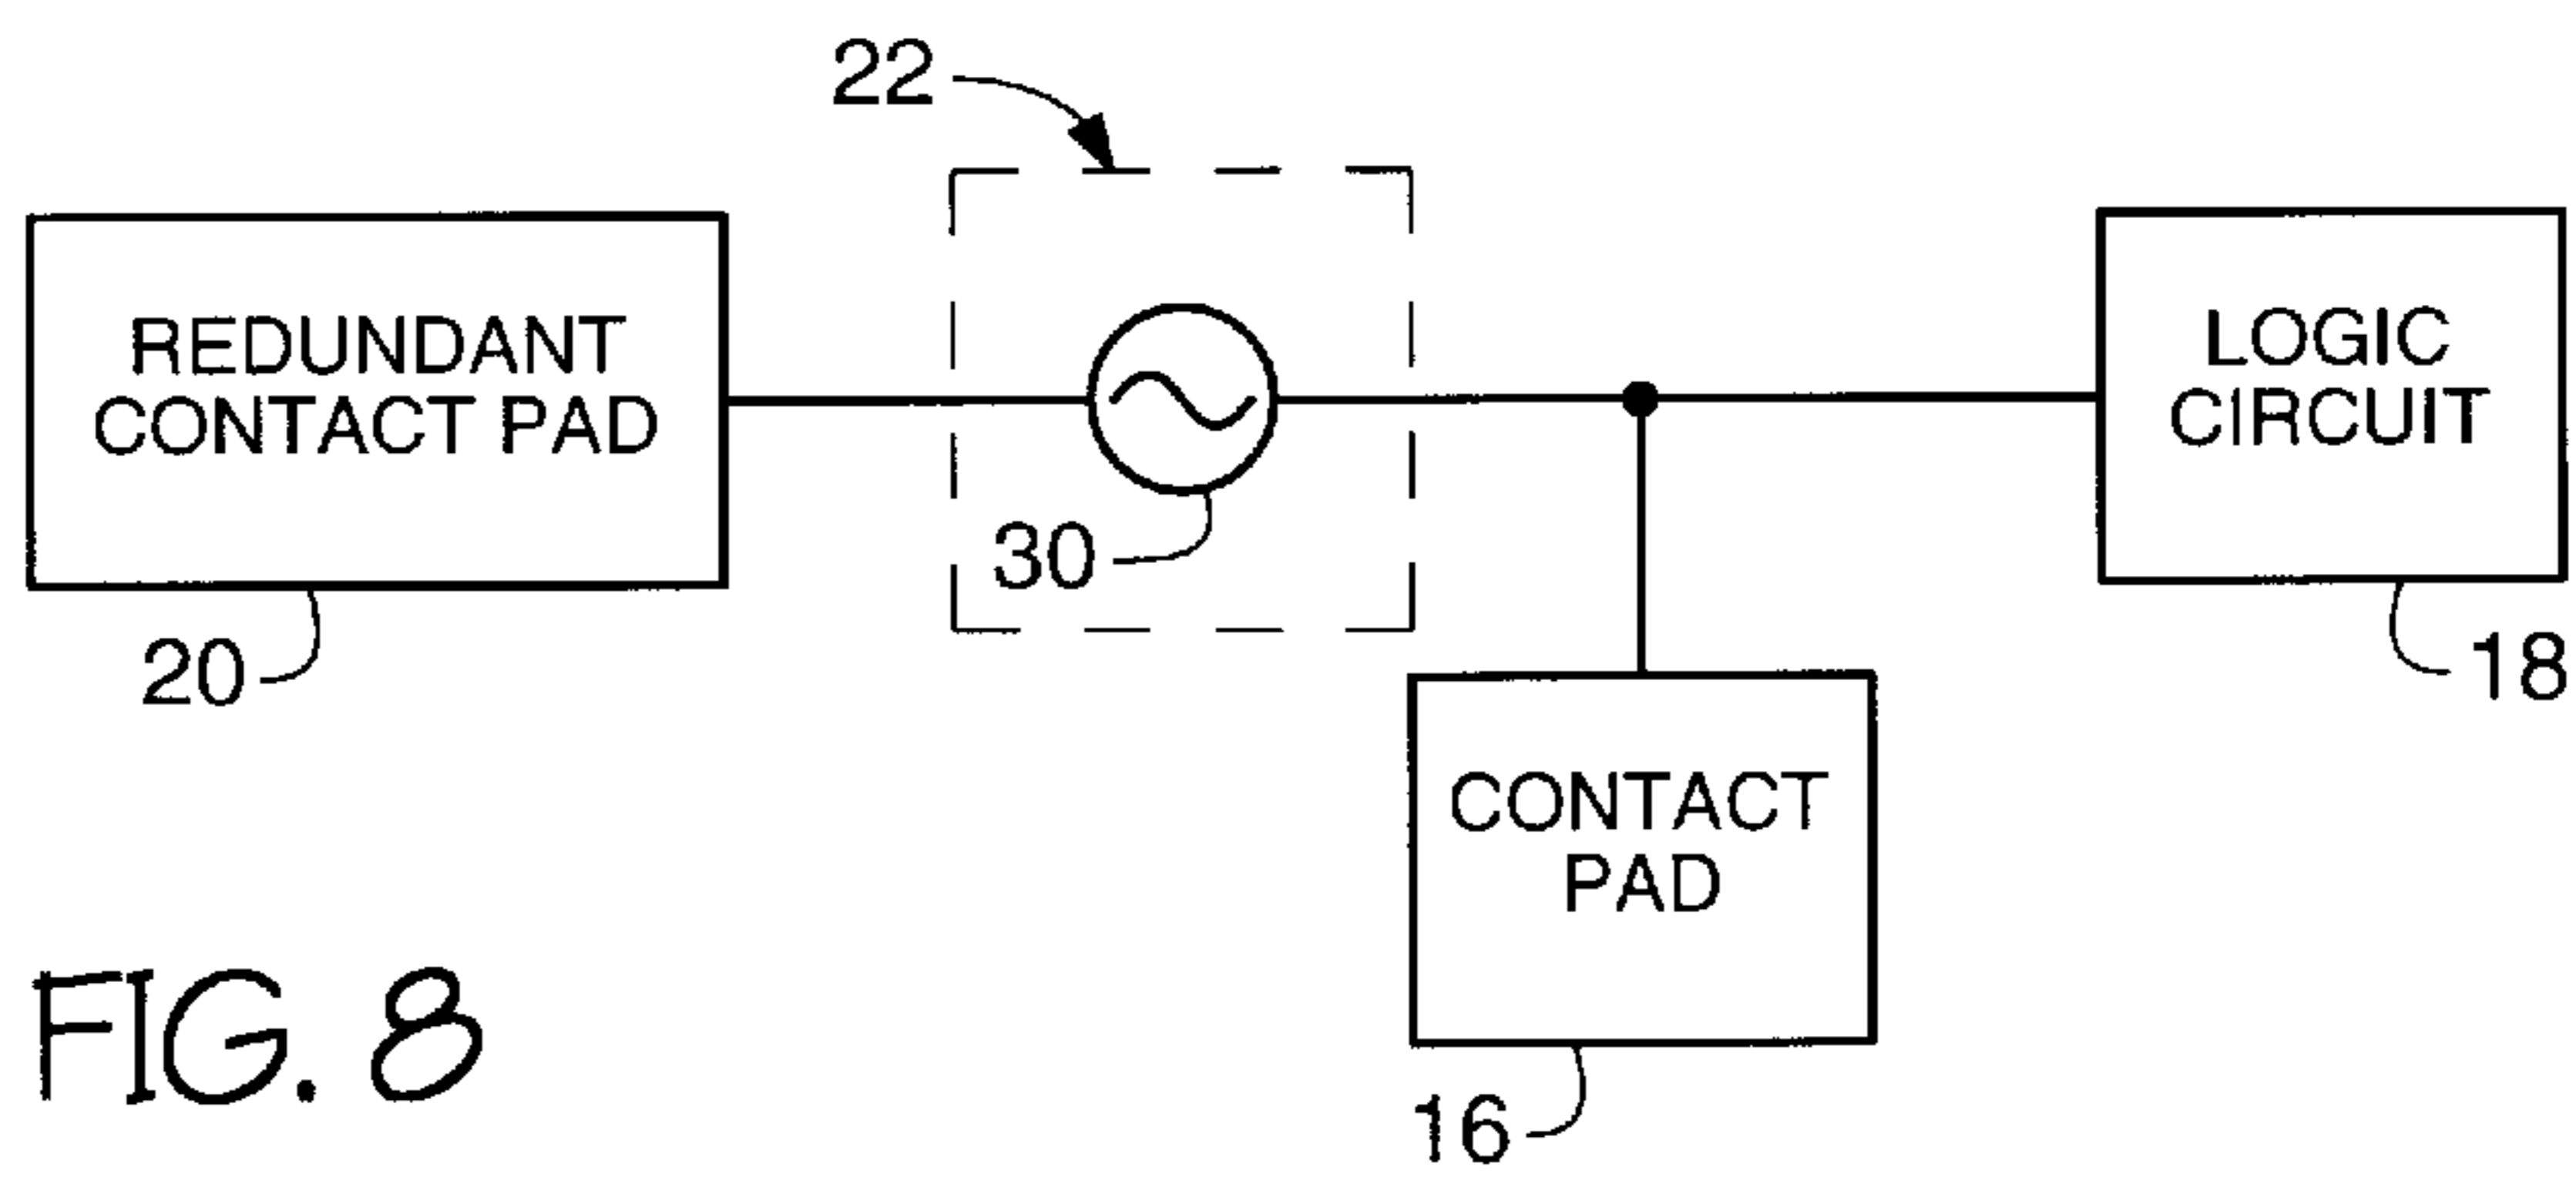 22
REDUNDANT
CONTACT PAD
LOGIC
CIRCUIT
30
20
18
CONTACT
PAD
16
FIG. 8